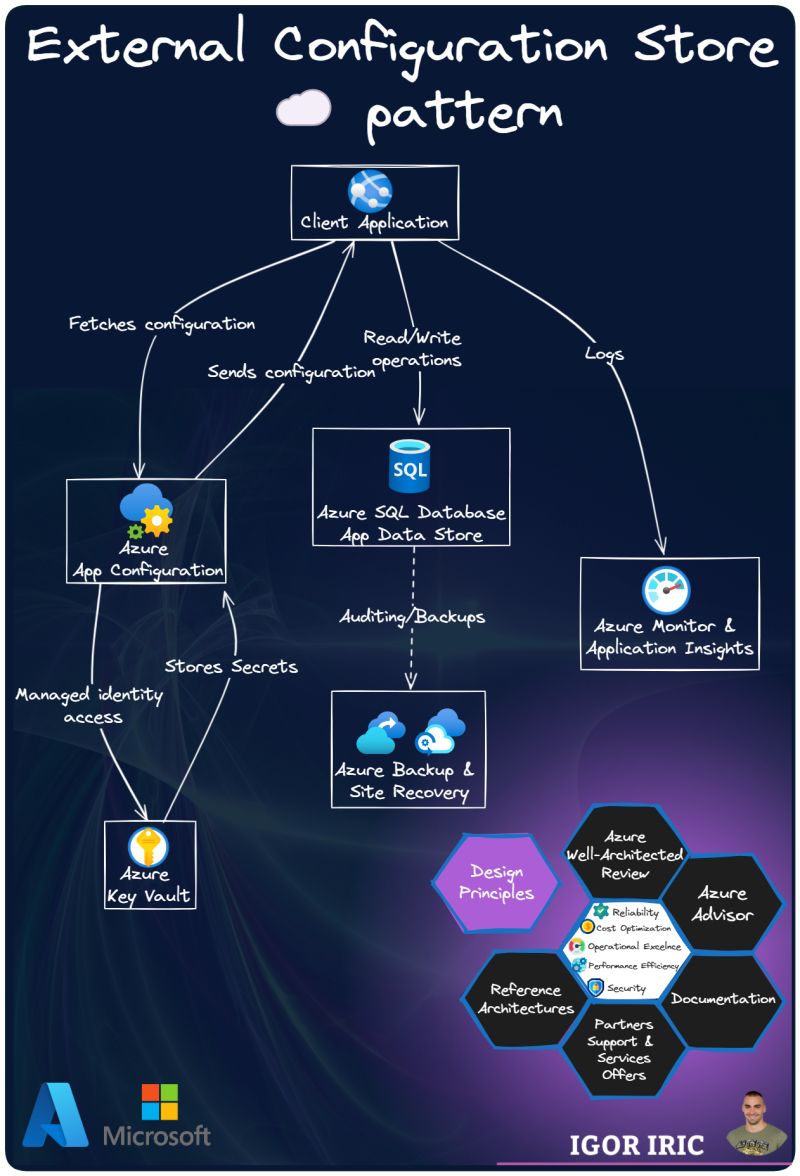 External Configuration Store
pattern
Client Application
Fetches configuration
Sends configuration
Read/Write
operations
Logs
Azure
App Configuration
SQL
Azure SQL Database
App Data Store
Azure Monitor &
Application Insights
Auditing/Backups
Stores Secrets
Managed identity
access
Azure Backup &
Site Recovery
Azure
Key Vault
Design
Principles
Azure
Well-Architected
Review
Azure
Advisor
Reliability
Cost Optimization
Operational Excelnce
Performance Efficiency
Security
Reference
Architectures
Documentation
Partners
Support &
Services
Offers
Microsoft
IGOR IRIC